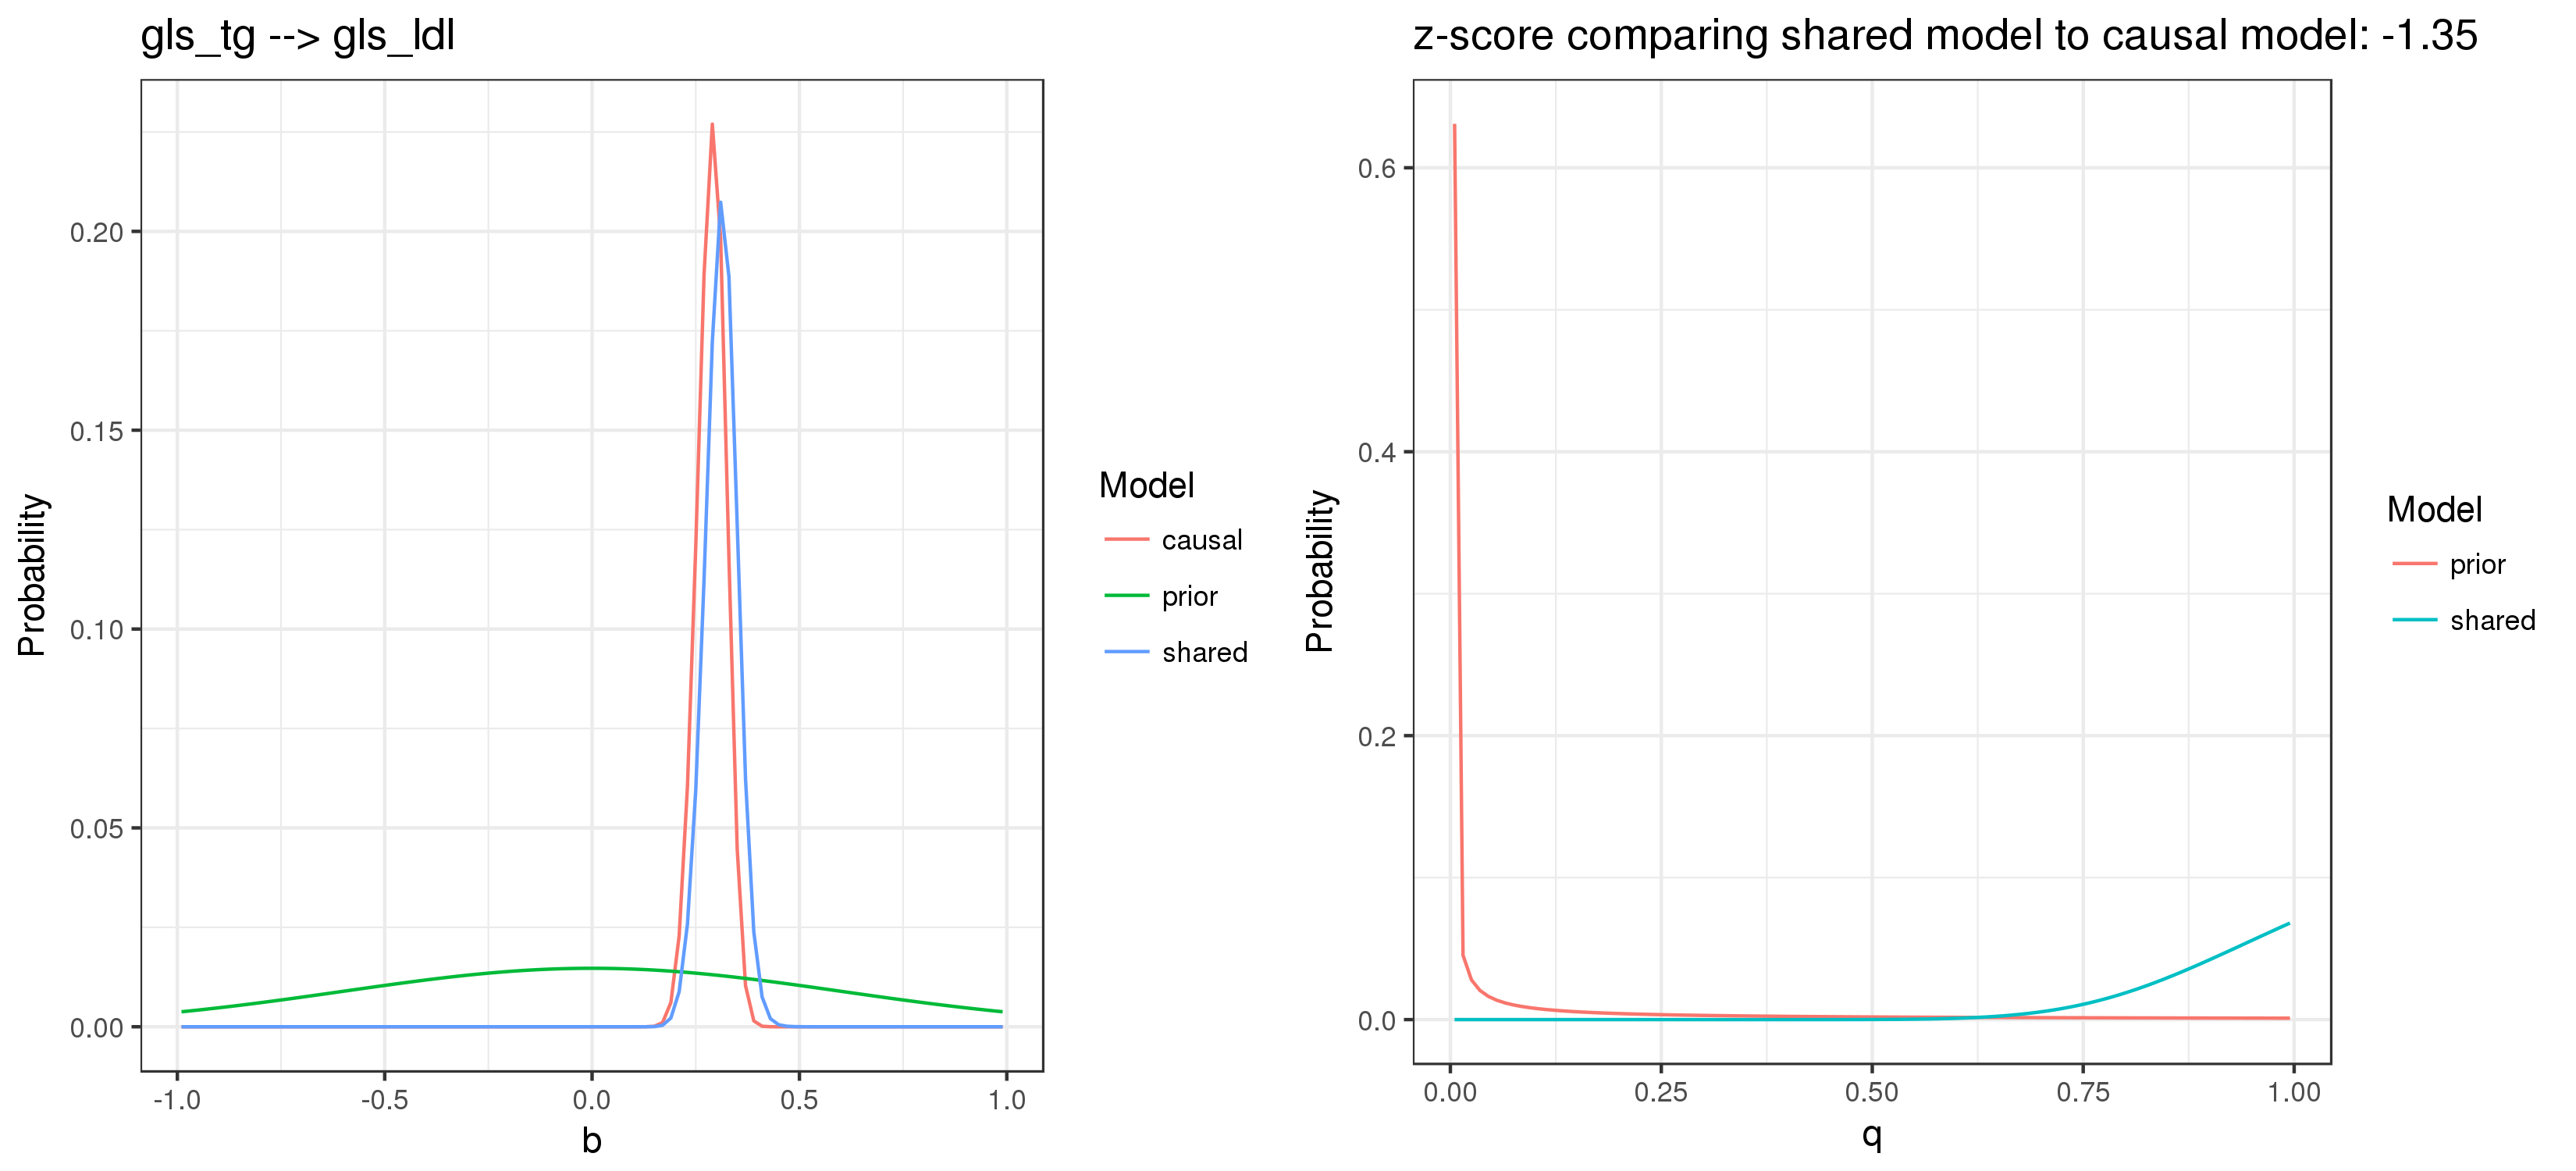 gls_tg --> gls_ldl
Probability
0.20
0.15
0.10
0.05
0.00
-1.0 -0.5 0.0 0.5 1.0
b
Model
causal
prior
shared
z-score comparing shared model to causal model: -1.35
Probability
0.6
0.4
0.2
0.0
0.00 0.25 0.50 0.75 1.00
q
Model
prior
shared